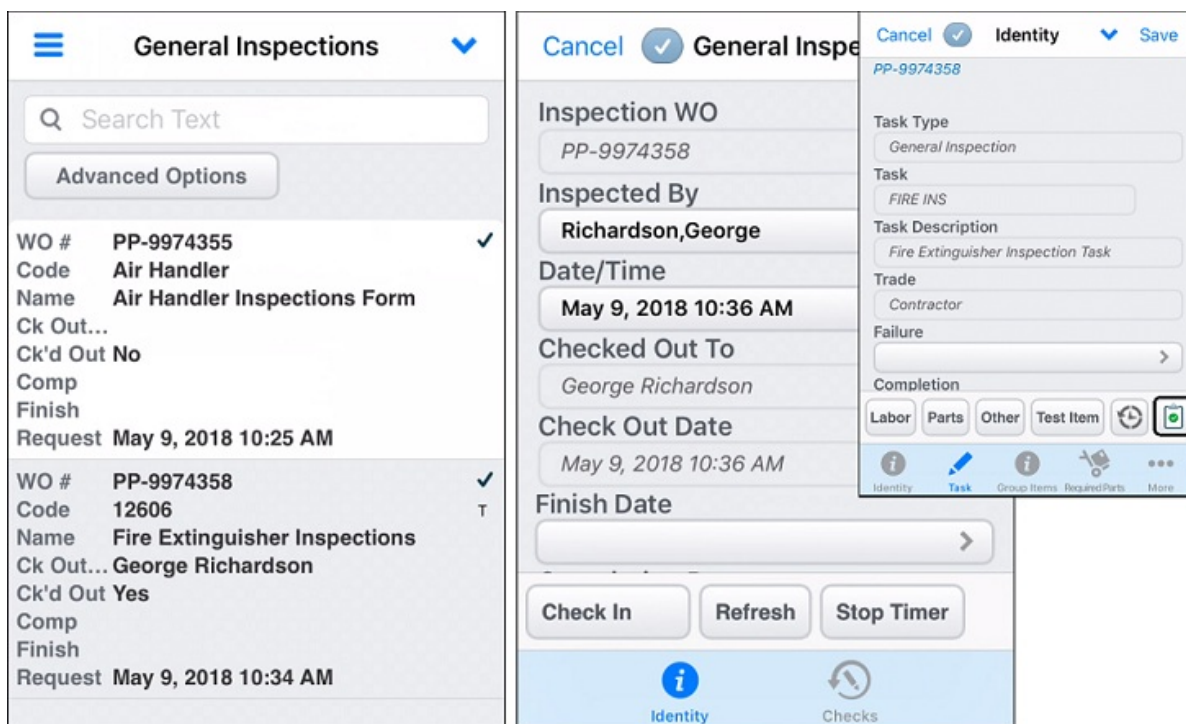 General Inspections
Search Text
Advanced Options
WO # PP-9974355
Code Air Handler
Name Air Handler Inspections Form
Ck Out...
Ck'd Out No
Comp
Finish
Request May 9, 2018 10:25 AM
WO # PP-9974358
Code 12606 T
Name Fire Extinguisher Inspections
Ck Out... George Richardson
Ck'd Out Yes
Comp
Finish
Request May 9, 2018 10:34 AM
Cancel General Inspe
Inspection WO
PP-9974358
Inspected By
Richardson,George
Date/Time
May 9, 2018 10:36 AM
Checked Out To
George Richardson
Check Out Date
May 9, 2018 10:36 AM
Finish Date
Check In Refresh Stop Timer
Identity Checks
Cancel Identity Save
PP-9974358
Task Type
General Inspection
Task
FIRE INS
Task Description
Fire Extinguisher Inspection Task
Trade
Contractor
Failure
Completion
Labor Parts Other Test Item
Identity Task Group Items Required Parts More